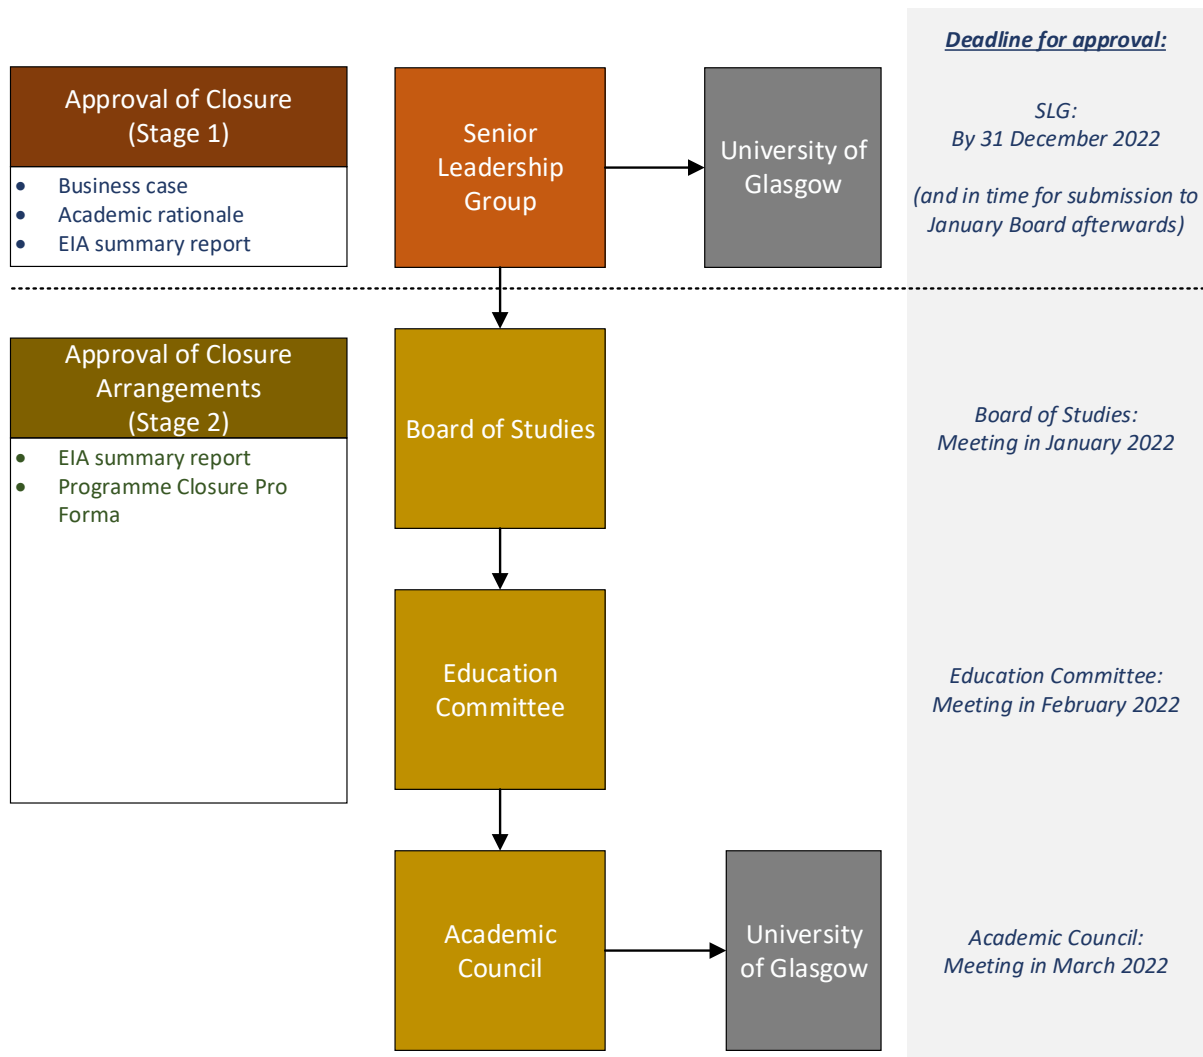 Deadline for approval:
Approval of Closure
(Stage 1)
• Business case
• Academic rationale
• EIA summary report
Senior
Leadership
Group
University of
Glasgow
SLG:
By 31 December 2022
(and in time for submission to
January Board afterwards)
Approval of Closure
Arrangements
(Stage 2)
• EIA summary report
• Programme Closure Pro
Forma
Board of Studies
Board of Studies:
Meeting in January 2022
Education
Committee
Education Committee:
Meeting in February 2022
Academic
Council
University
of Glasgow
Academic Council:
Meeting in March 2022